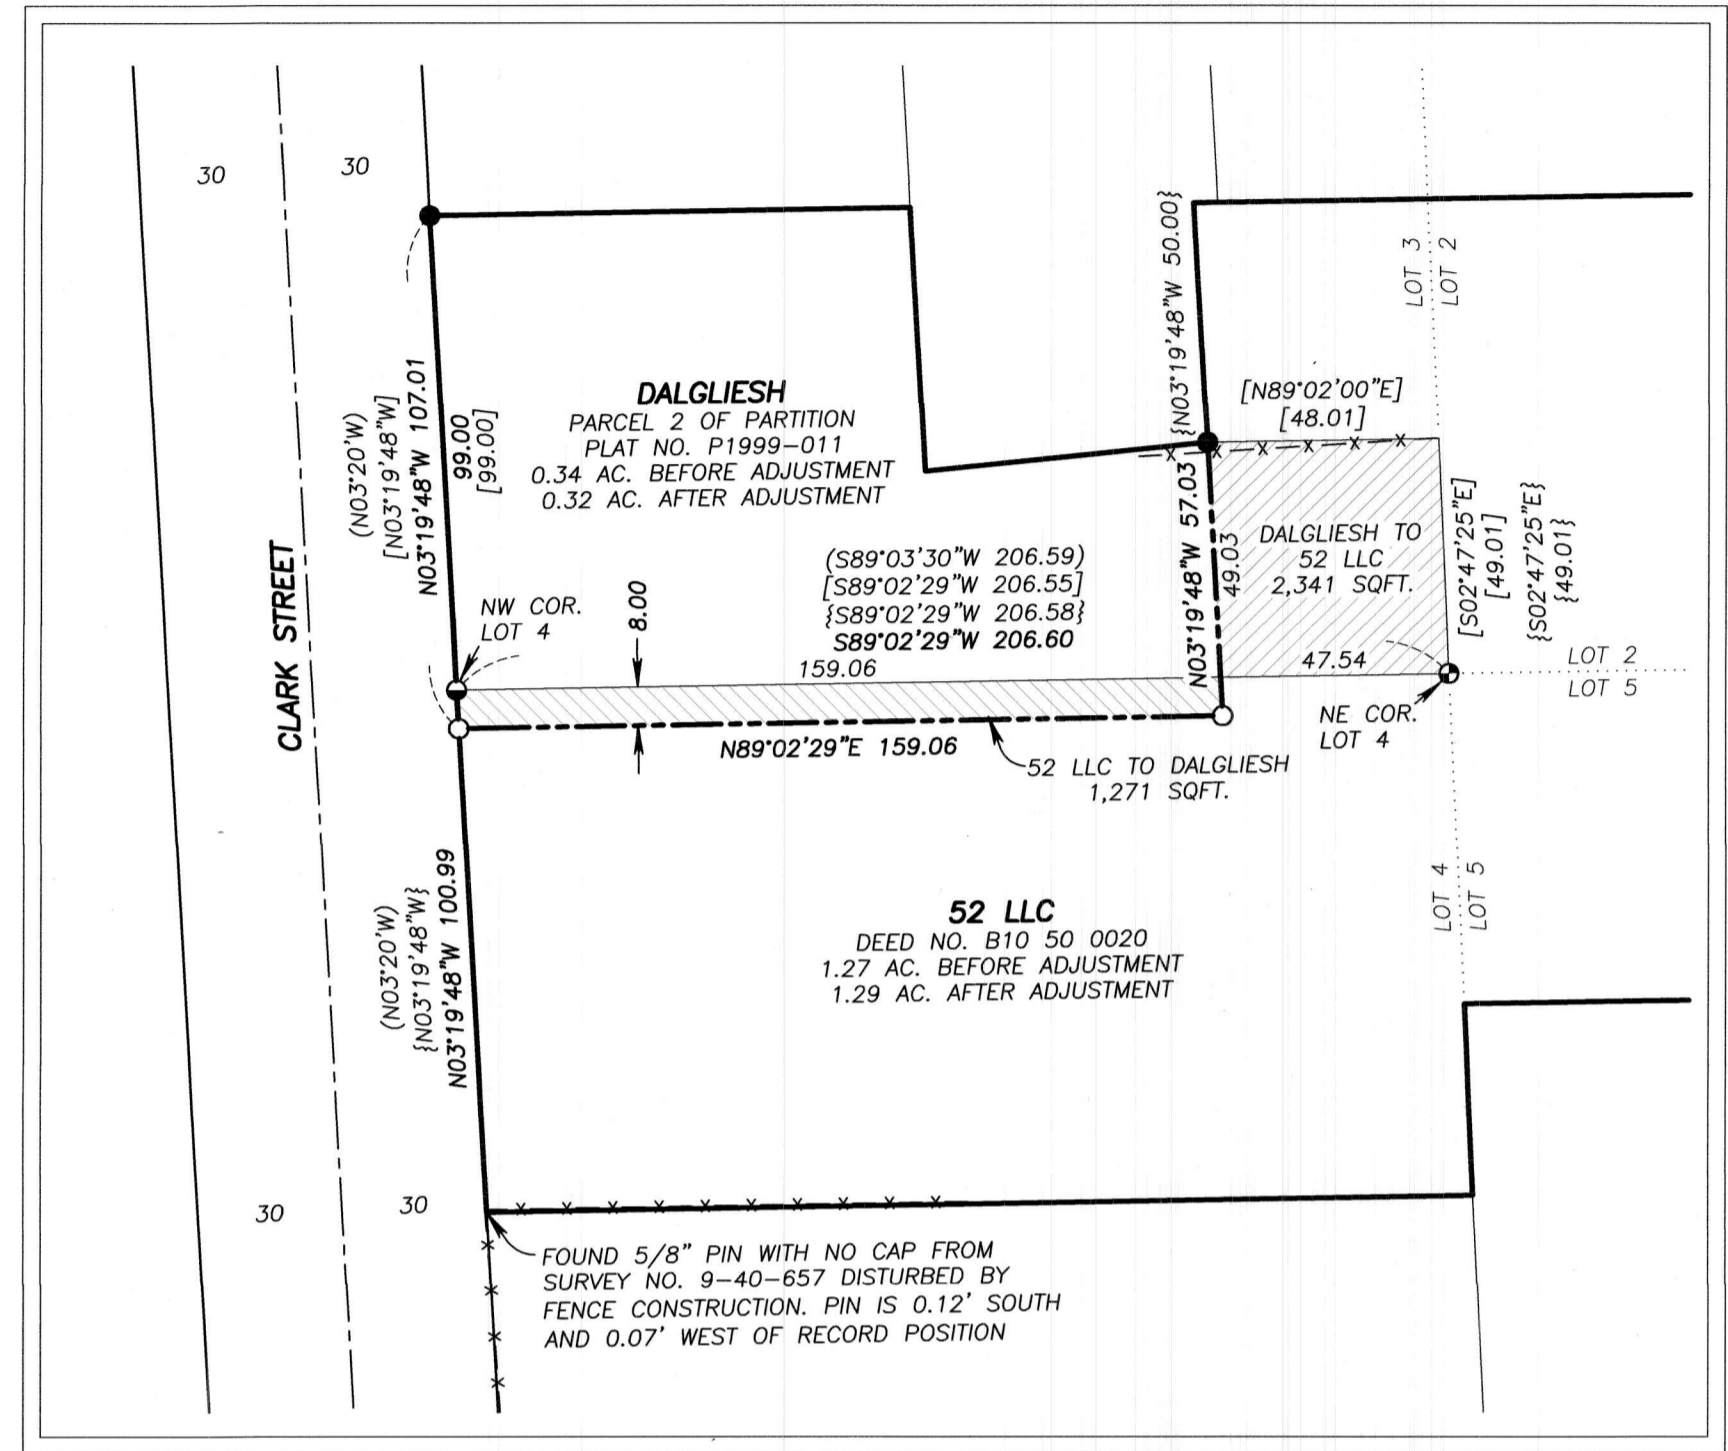 30
30
CLARK STREET
(N03°20'W)
[N03°19'48"W]
N03°19'48"W 107.01
99.00
[99.00]
DALGLIESH
PARCEL 2 OF PARTITION
PLAT NO. P1999-011
0.34 AC. BEFORE ADJUSTMENT
0.32 AC. AFTER ADJUSTMENT
{N03°19'48"W 50.00}
LOT 3
LOT 2
[N89°02'00"E]
[48.01]
NW COR.
LOT 4
8.00
(S89°03'30"W 206.59)
[S89°02'29"W 206.55]
{S89°02'29"W 206.58}
S89°02'29"W 206.60
159.06
N03°19'48"W 57.03
49.03
DALGLIESH TO
52 LLC
2,341 SQFT.
47.54
[S02°47'25"E]
[49.01]
{S02°47'25"E}
{49.01}
LOT 2
LOT 5
NE COR.
LOT 4
N89°02'29"E 159.06
52 LLC TO DALGLIESH
1,271 SQFT.
(N03°20'W)
{N03°19'48"W}
N03°19'48"W 100.99
52 LLC
DEED NO. B10 50 0020
1.27 AC. BEFORE ADJUSTMENT
1.29 AC. AFTER ADJUSTMENT
LOT 4
LOT 5
30
30
FOUND 5/8" PIN WITH NO CAP FROM
SURVEY NO. 9-40-657 DISTURBED BY
FENCE CONSTRUCTION. PIN IS 0.12' SOUTH
AND 0.07' WEST OF RECORD POSITION